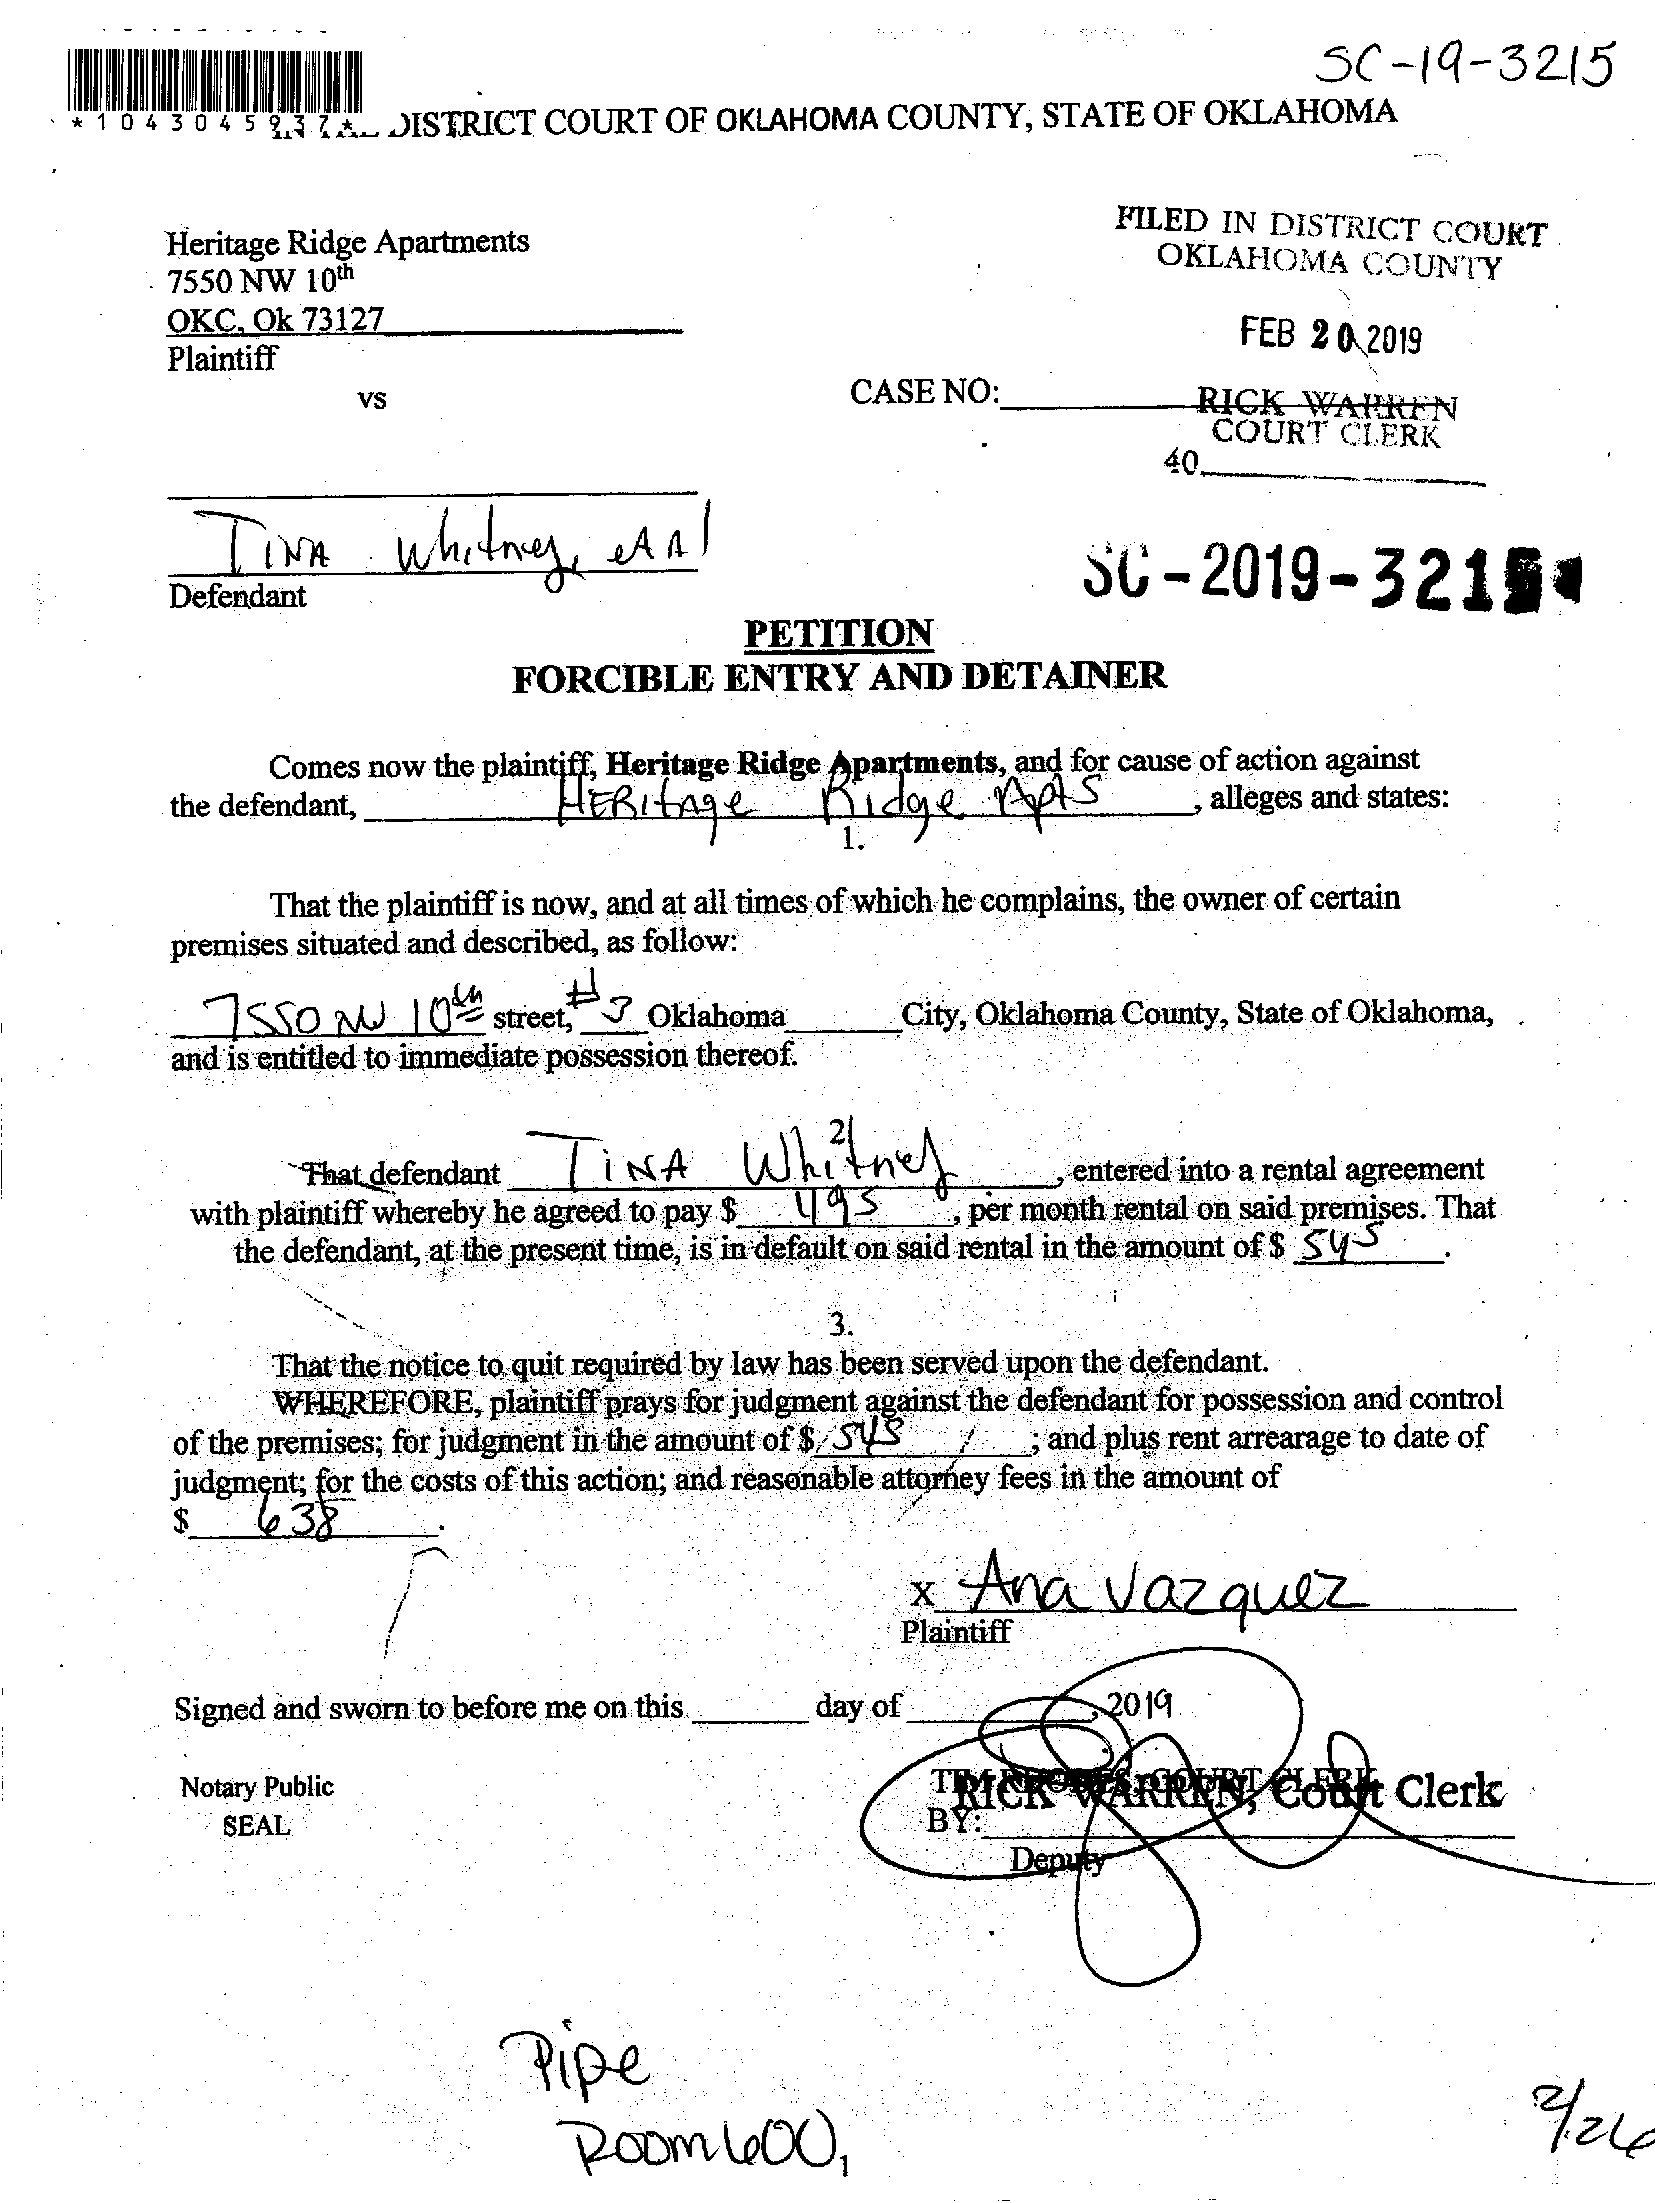 SC-19-3215
*1043045937*
DISTRICT COURT OF OKLAHOMA COUNTY, STATE OF OKLAHOMA
FILED IN DISTRICT COURT
OKLAHOMA COUNTY
Heritage Ridge Apartments
7550 NW 10th
OKC, Ok 73127
Plaintiff
FEB 20 2019
vs
CASE NO:
RICK WARREN
COURT CLERK
40
TINA Whitney, et Al
Defendant
SC-2019-3215
PETITION
FORCIBLE ENTRY AND DETAINER
Comes now the plaintiff, Heritage Ridge Apartments, and for cause of action against
the defendant, HERitage Ridge Apts, alleges and states:
1.
That the plaintiff is now, and at all times of which he complains, the owner of certain
premises situated and described, as follow:
7550 NW 10th street, # 3 Oklahoma City, Oklahoma County, State of Oklahoma,
and is entitled to immediate possession thereof.
2
That defendant TINA Whitney, entered into a rental agreement
with plaintiff whereby he agreed to pay $ 495, per month rental on said premises. That
the defendant, at the present time, is in default on said rental in the amount of $ 545.
3.
That the notice to quit required by law has been served upon the defendant.
WHEREFORE, plaintiff prays for judgment against the defendant for possession and control
of the premises; for judgment in the amount of $ 545; and plus rent arrearage to date of
judgment; for the costs of this action; and reasonable attorney fees in the amount of
$ 638.
x Ana Vazquez
Plaintiff
Signed and sworn to before me on this ______ day of ______, 2019
Notary Public
SEAL
RICK WARREN, Court Clerk
BY:
Deputy
Pipe
Room 600,
2/26